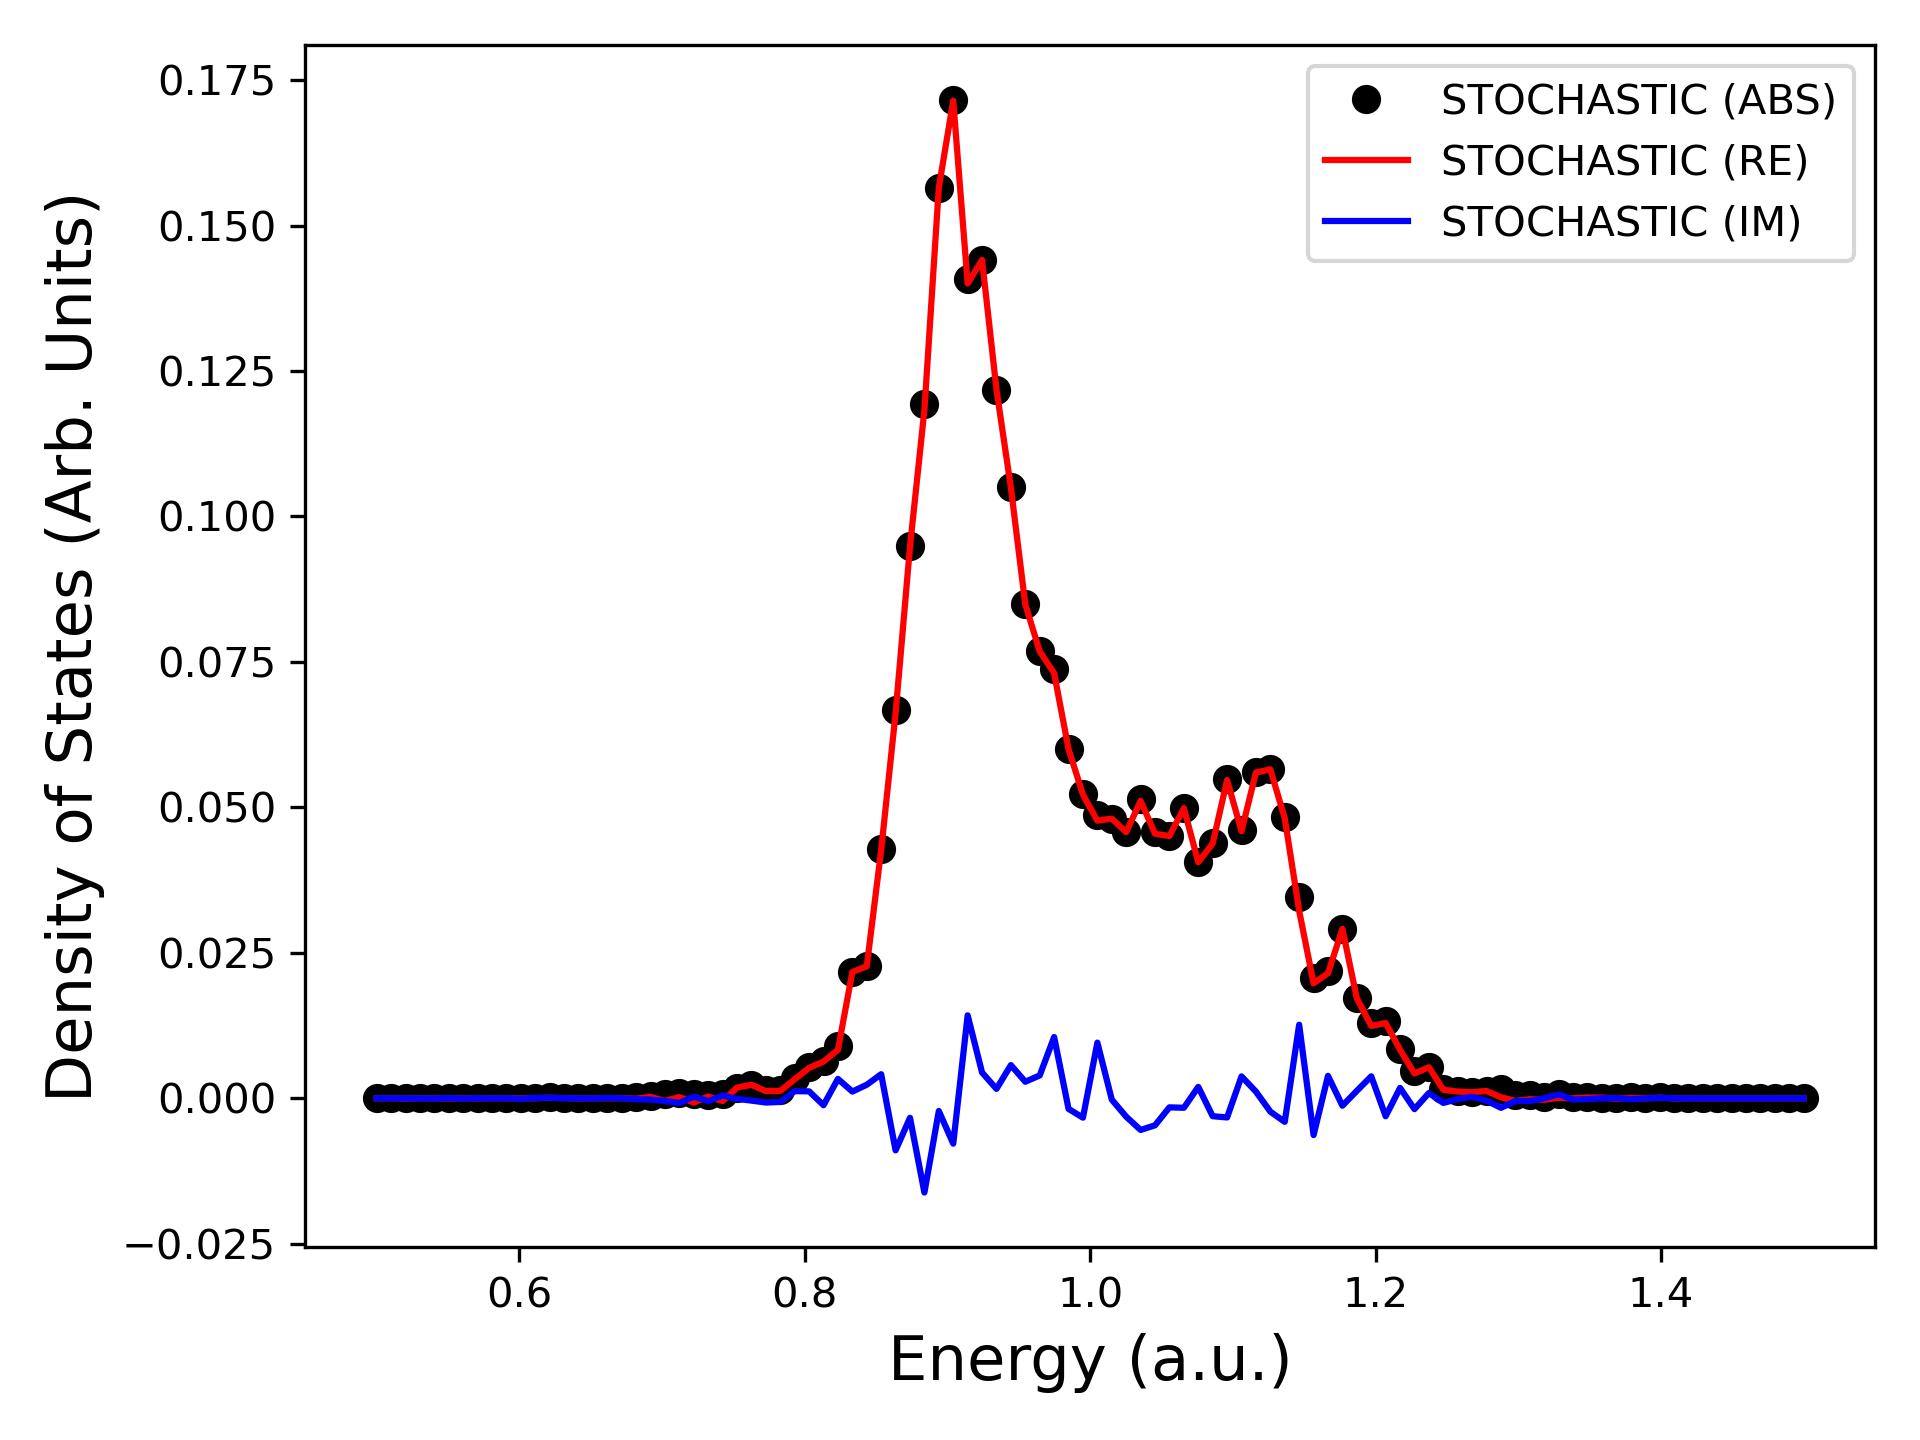 STOCHASTIC (ABS)
STOCHASTIC (RE)
STOCHASTIC (IM)
Density of States (Arb. Units)
0.175
0.150
0.125
0.100
0.075
0.050
0.025
0.000
−0.025
0.6 0.8 1.0 1.2 1.4
Energy (a.u.)